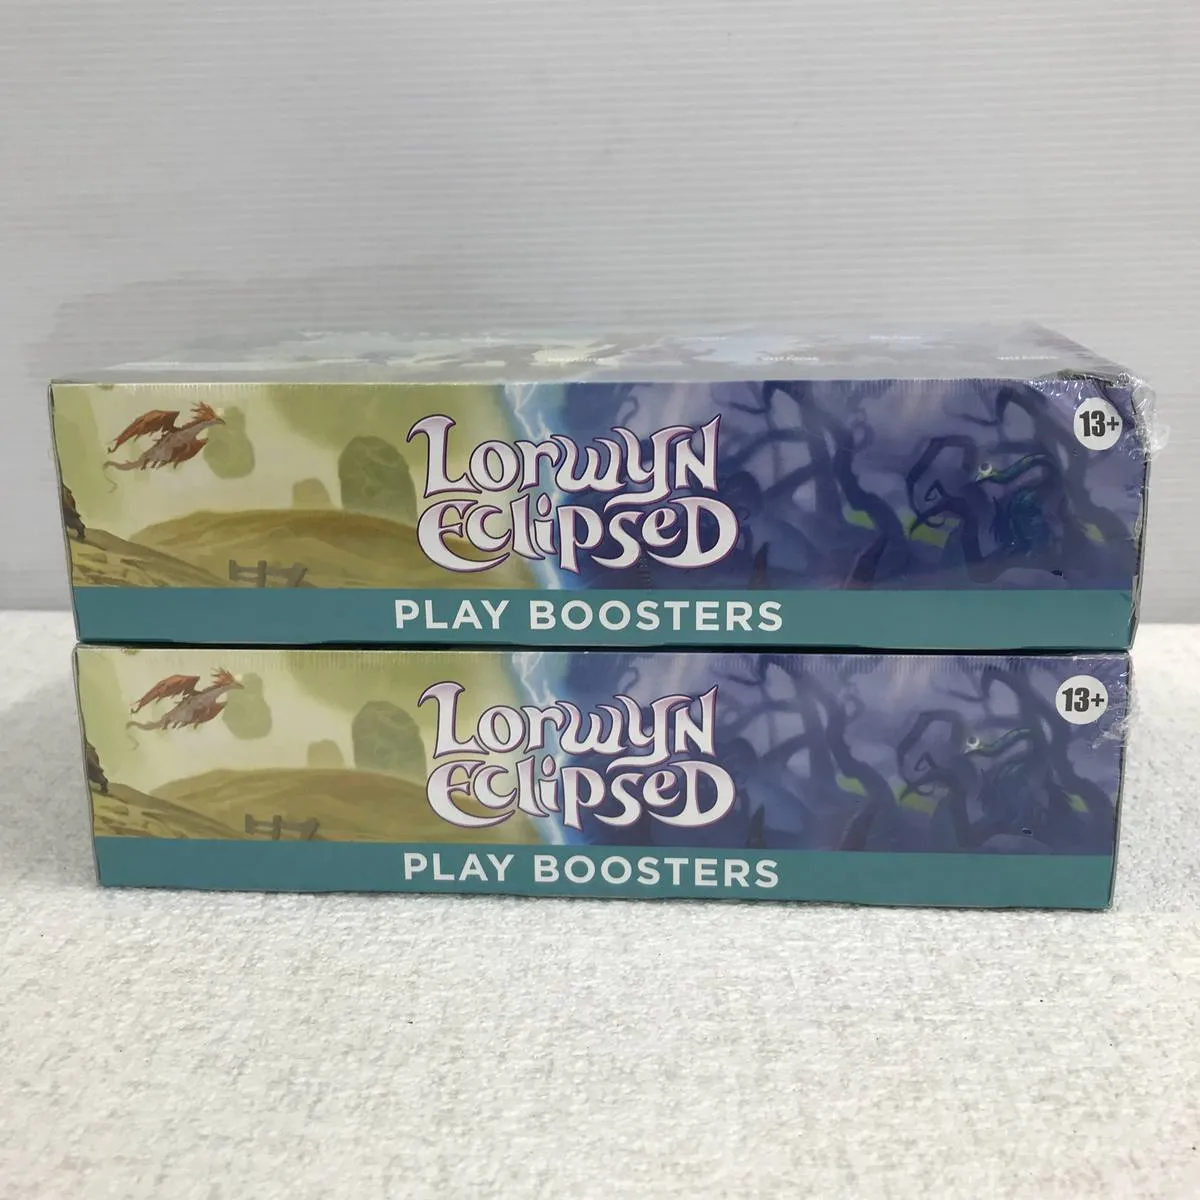 13+
LORWYN
ECLIPSED
PLAY BOOSTERS
13+
LORWYN
ECLIPSED
PLAY BOOSTERS